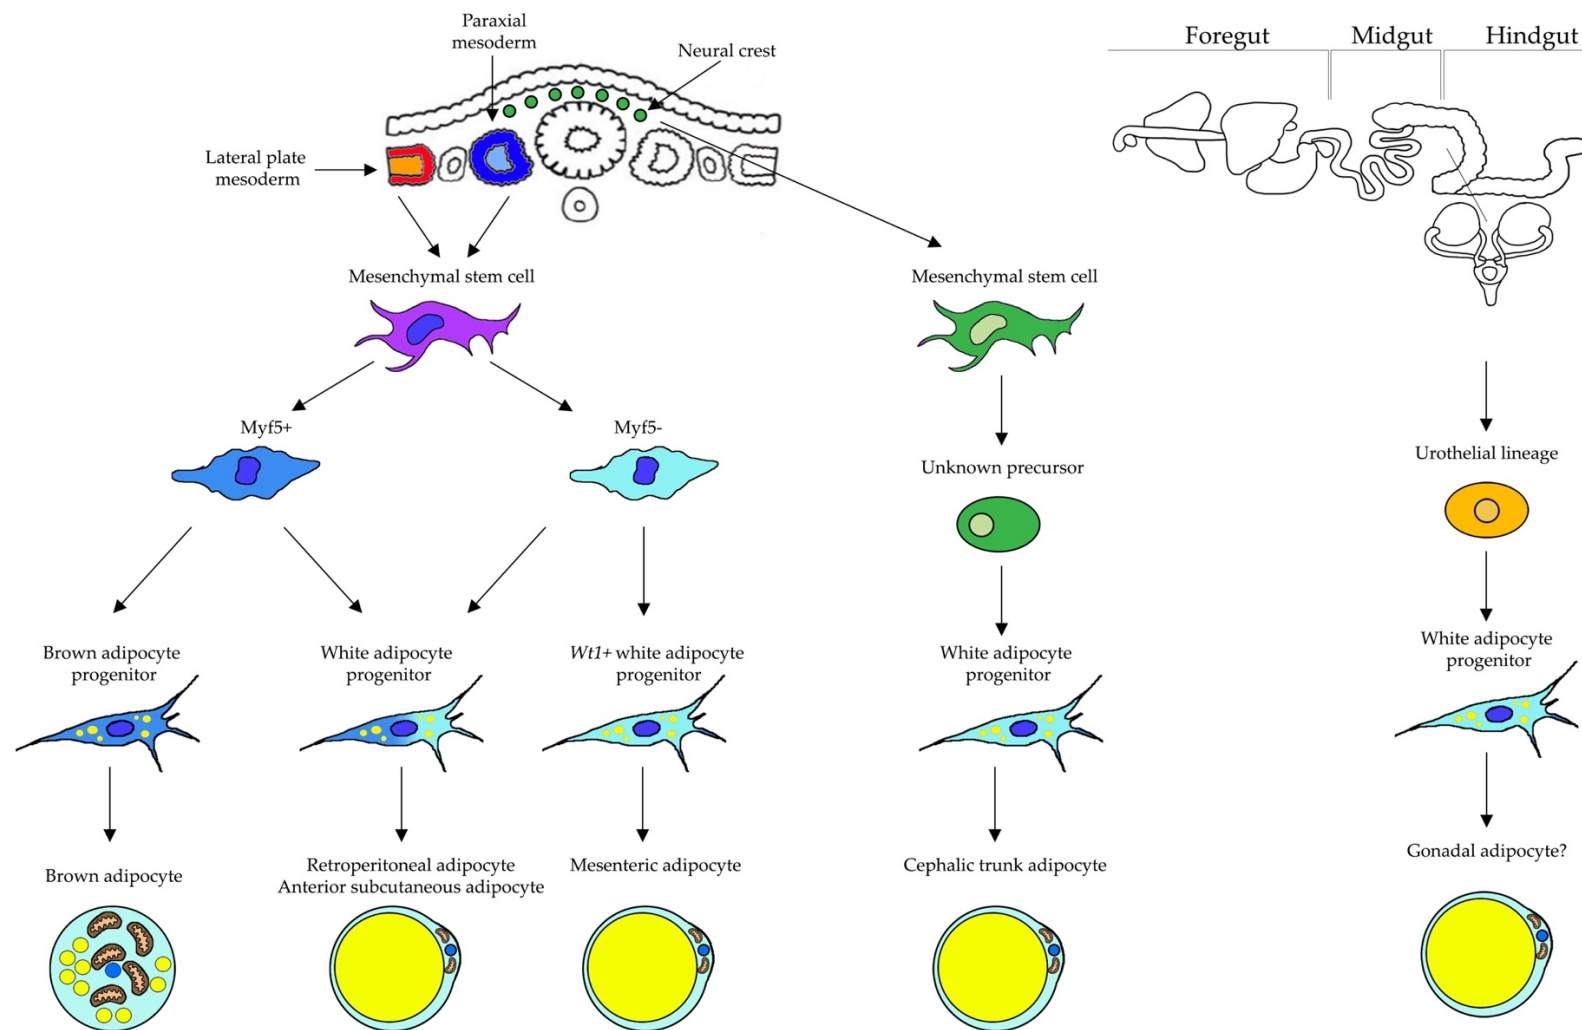 Paraxial
mesoderm
Neural crest
Lateral plate
mesoderm
Foregut
Midgut
Hindgut
Mesenchymal stem cell
Mesenchymal stem cell
Myf5+
Myf5-
Unknown precursor
Urothelial lineage
Brown adipocyte
progenitor
White adipocyte
progenitor
Wt1+ white adipocyte
progenitor
White adipocyte
progenitor
White adipocyte
progenitor
Brown adipocyte
Retroperitoneal adipocyte
Anterior subcutaneous adipocyte
Mesenteric adipocyte
Cephalic trunk adipocyte
Gonadal adipocyte?